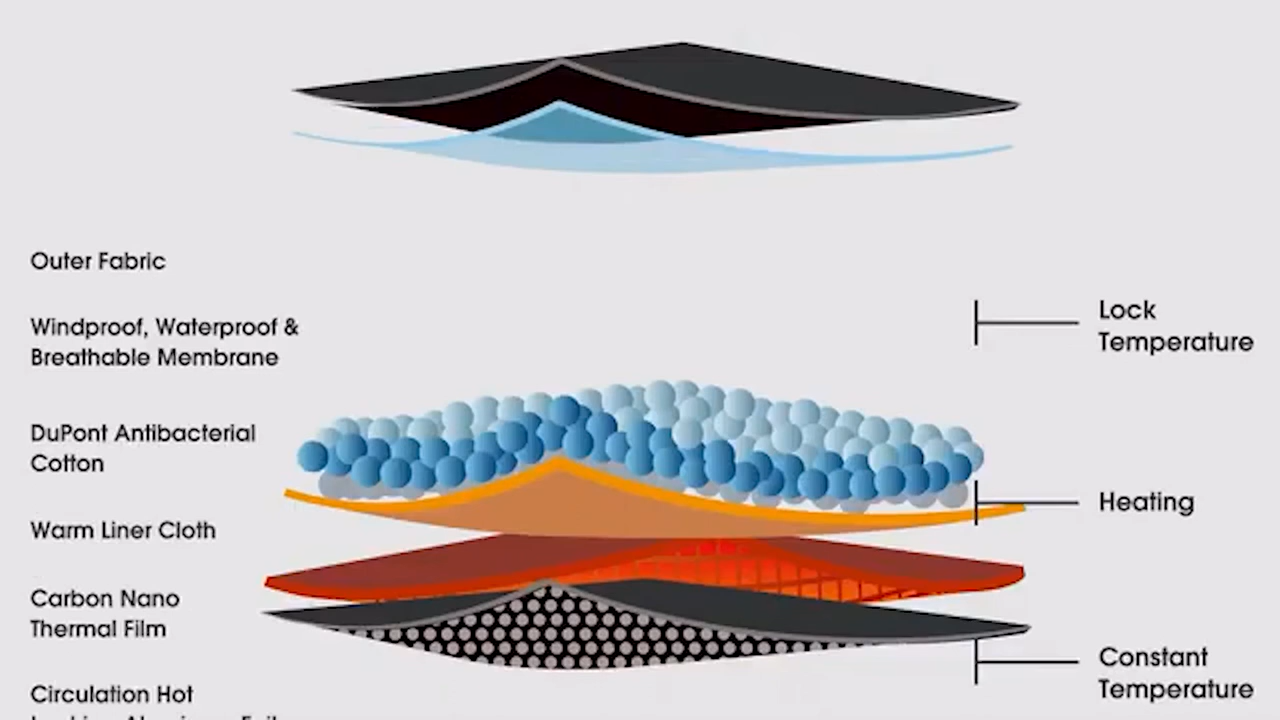 Outer Fabric
Windproof, Waterproof &
Breathable Membrane
Lock
Temperature
DuPont Antibacterial
Cotton
Heating
Warm Liner Cloth
Carbon Nano
Thermal Film
Constant
Temperature
Circulation Hot